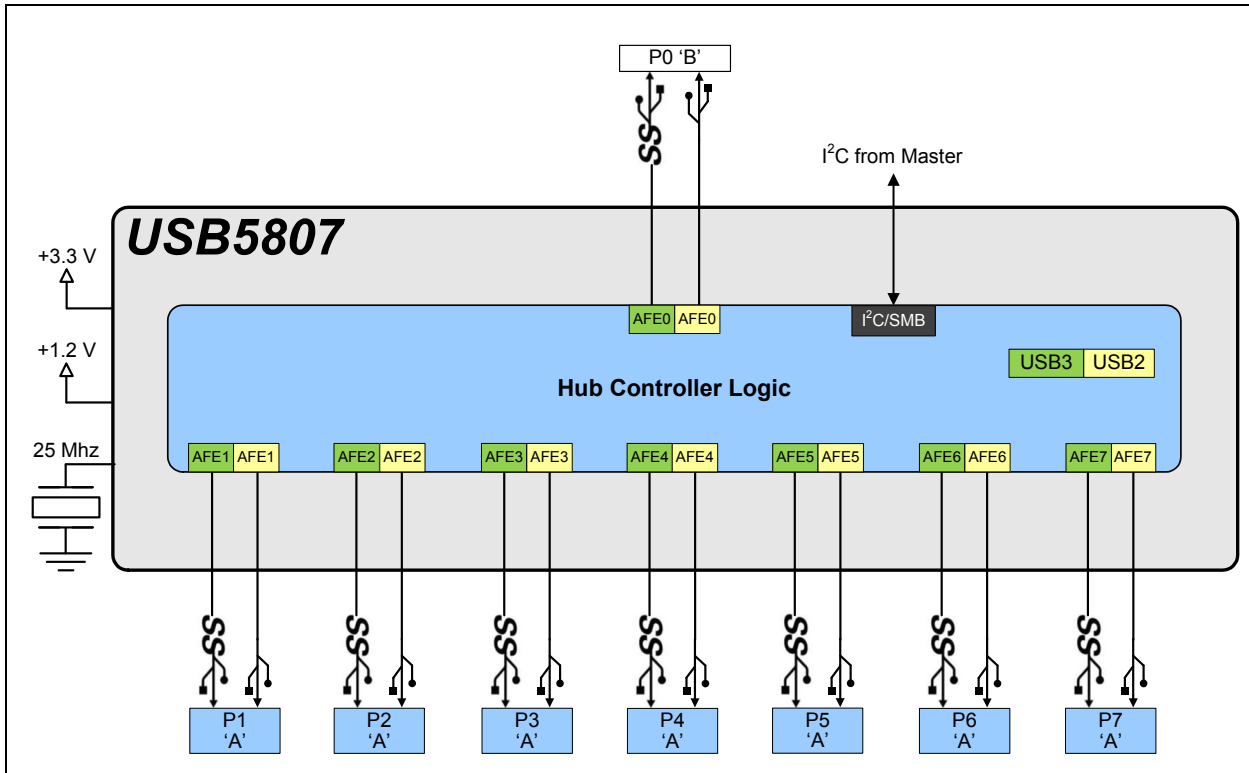 P0 'B'
SS
I²C from Master
USB5807
+3.3 V
AFE0 AFE0
I²C/SMB
+1.2 V
USB3 USB2
Hub Controller Logic
25 Mhz
AFE1 AFE1 AFE2 AFE2 AFE3 AFE3 AFE4 AFE4 AFE5 AFE5 AFE6 AFE6 AFE7 AFE7
SS SS SS SS SS SS SS
P1 P2 P3 P4 P5 P6 P7
'A' 'A' 'A' 'A' 'A' 'A' 'A'